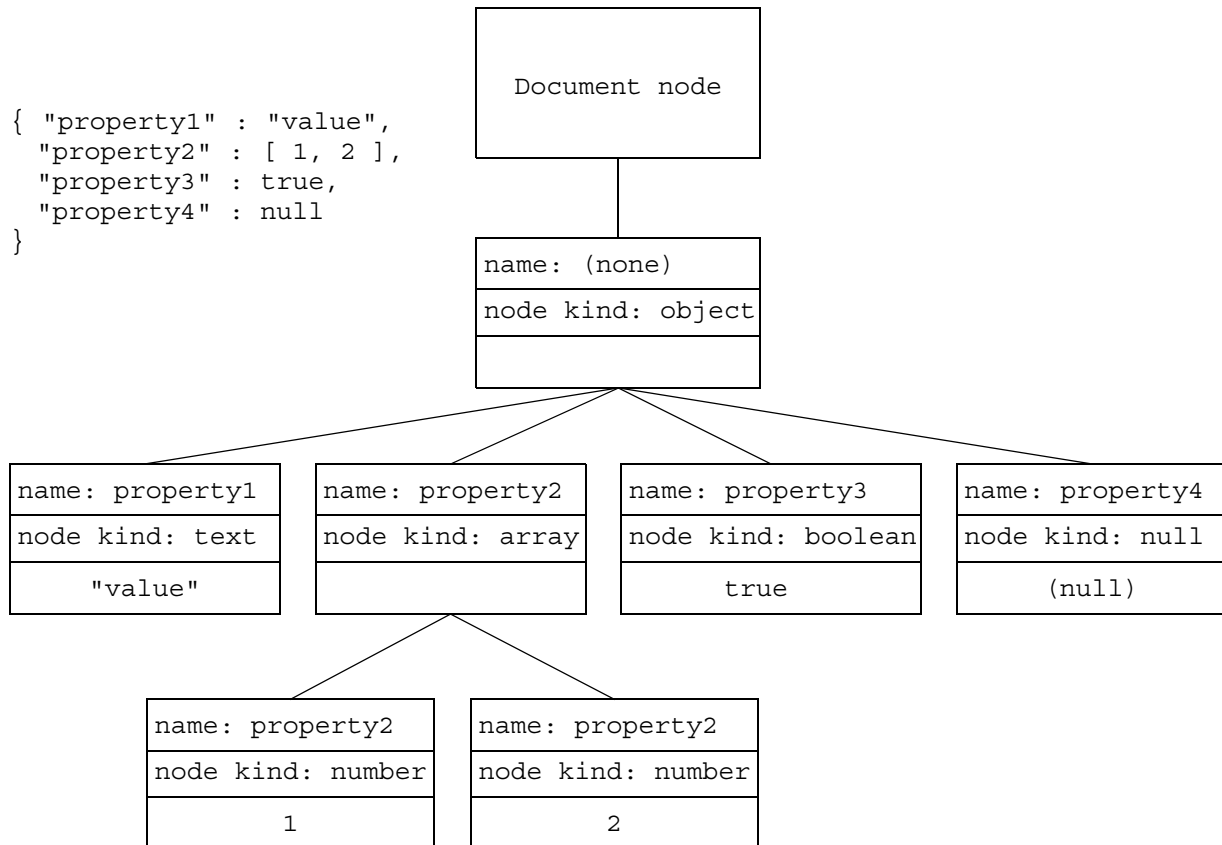 Document node
{ "property1" : "value",
"property2" : [ 1, 2 ],
"property3" : true,
"property4" : null
}
name: (none)
node kind: object
name: property1
node kind: text
"value"
name: property2
node kind: array
name: property3
node kind: boolean
true
name: property4
node kind: null
(null)
name: property2
node kind: number
1
name: property2
node kind: number
2